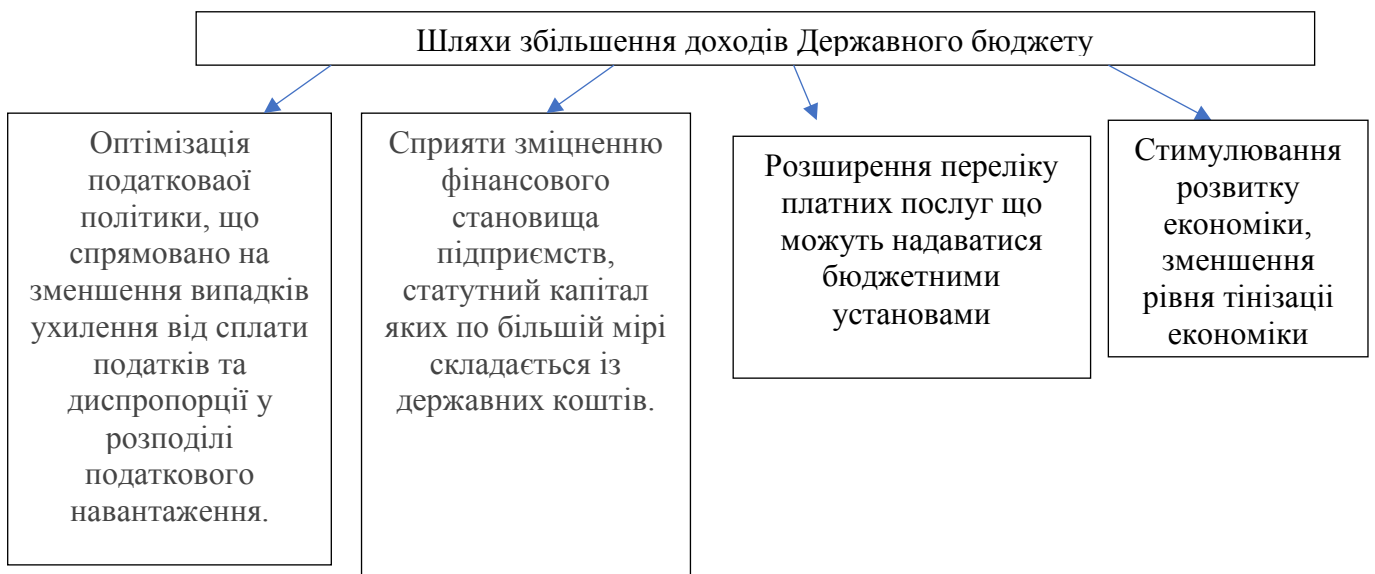 Шляхи збільшення доходів Державного бюджету
Оптімізація
податковаої
політики, що
спрямовано на
зменшення випадків
ухилення від сплати
податків та
диспропорції у
розподілі
податкового
навантаження.
Сприяти зміцненню
фінансового
становища
підприємств,
статутний капітал
яких по більшій мірі
складається із
державних коштів.
Розширення переліку
платних послуг що
можуть надаватися
бюджетними
установами
Стимулювання
розвитку
економіки,
зменшення
рівня тінізаціі
економіки